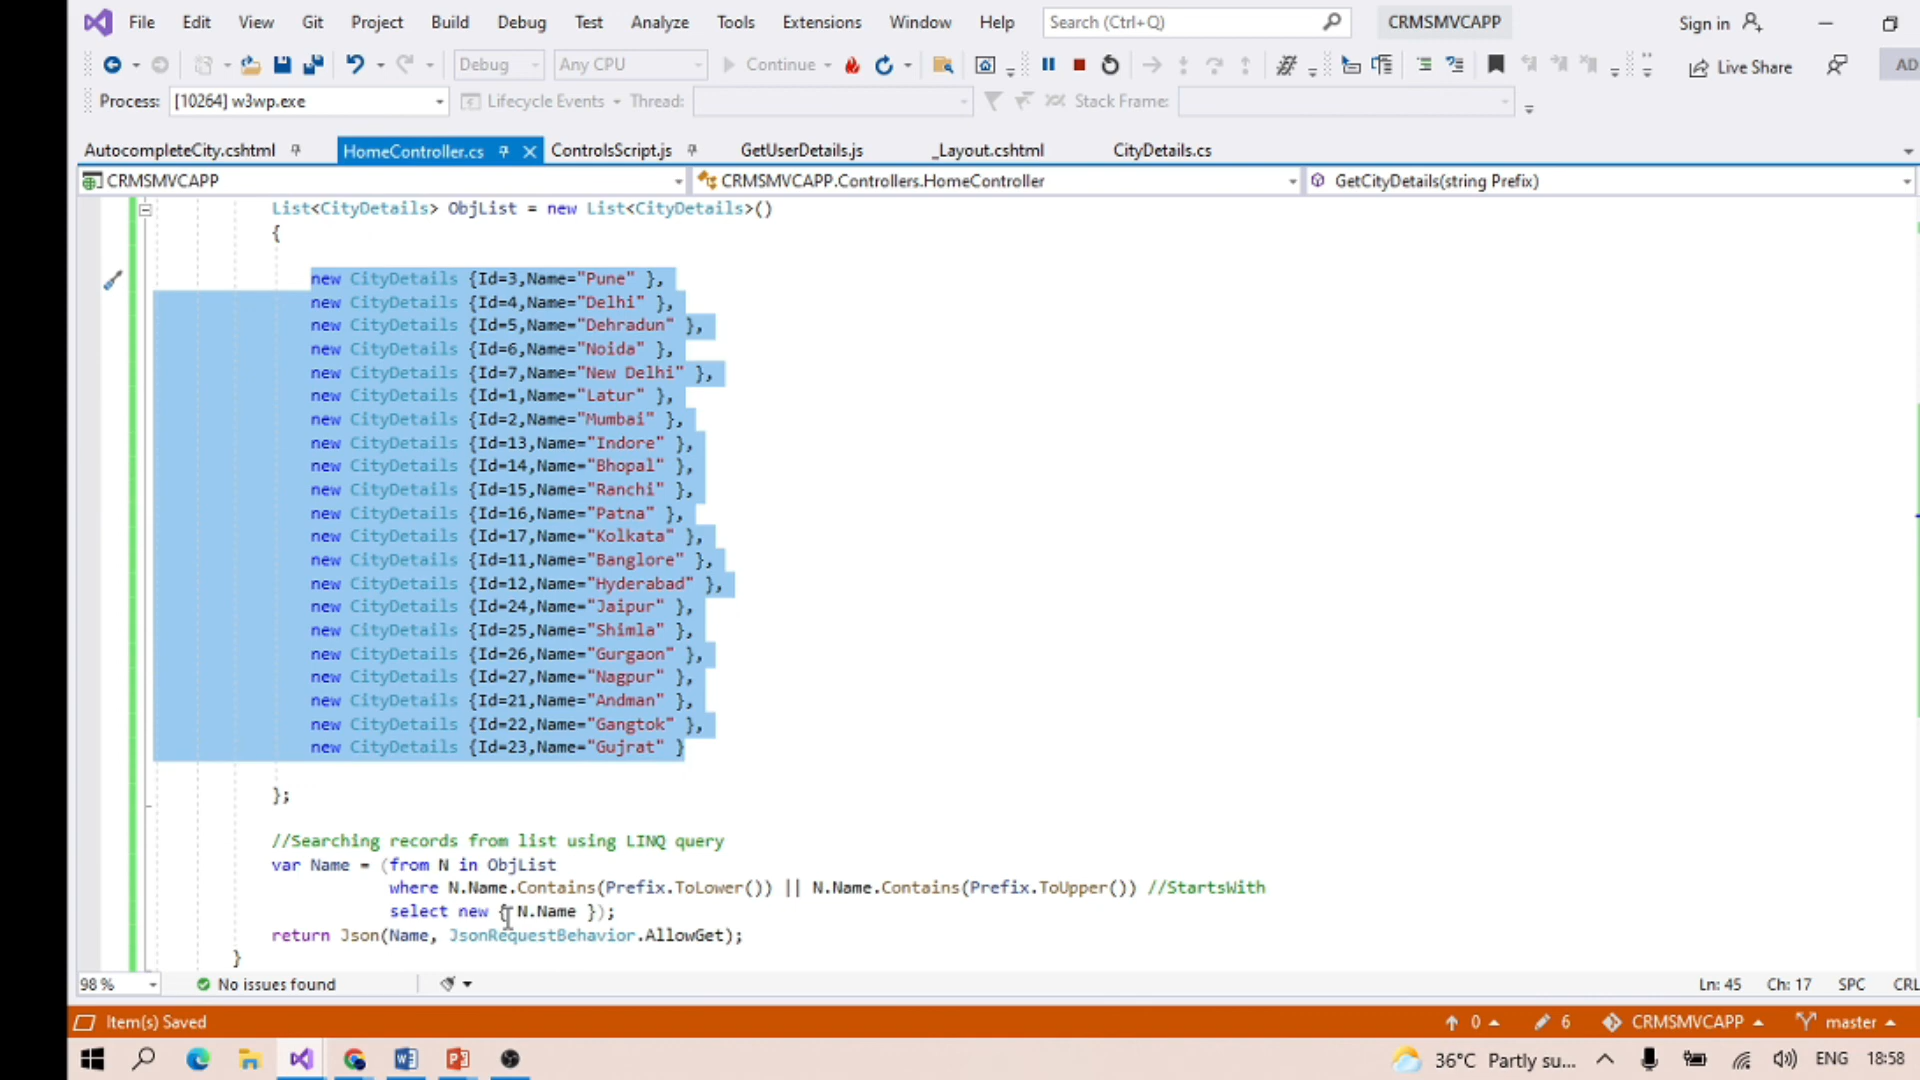 File Edit View Git Project Build Debug Test Analyze Tools Extensions Window Help Search (Ctrl+Q) CRMSMVCAPP Sign in
Debug Any CPU Continue Live Share AD
Process: [10264] w3wp.exe Lifecycle Events Thread: Stack Frame:
AutocompleteCity.cshtml HomeController.cs ControlsScript.js GetUserDetails.js _Layout.cshtml CityDetails.cs
CRMSMVCAPP CRMSMVCAPP.Controllers.HomeController GetCityDetails(string Prefix)
List<CityDetails> ObjList = new List<CityDetails>()
{
new CityDetails {Id=3,Name="Pune" },
new CityDetails {Id=4,Name="Delhi" },
new CityDetails {Id=5,Name="Dehradun" },
new CityDetails {Id=6,Name="Noida" },
new CityDetails {Id=7,Name="New Delhi" },
new CityDetails {Id=1,Name="Latur" },
new CityDetails {Id=2,Name="Mumbai" },
new CityDetails {Id=13,Name="Indore" },
new CityDetails {Id=14,Name="Bhopal" },
new CityDetails {Id=15,Name="Ranchi" },
new CityDetails {Id=16,Name="Patna" },
new CityDetails {Id=17,Name="Kolkata" },
new CityDetails {Id=11,Name="Banglore" },
new CityDetails {Id=12,Name="Hyderabad" },
new CityDetails {Id=24,Name="Jaipur" },
new CityDetails {Id=25,Name="Shimla" },
new CityDetails {Id=26,Name="Gurgaon" },
new CityDetails {Id=27,Name="Nagpur" },
new CityDetails {Id=21,Name="Andman" },
new CityDetails {Id=22,Name="Gangtok" },
new CityDetails {Id=23,Name="Gujrat" }
};
//Searching records from list using LINQ query
var Name = (from N in ObjList
where N.Name.Contains(Prefix.ToLower()) || N.Name.Contains(Prefix.ToUpper()) //StartsWith
select new { N.Name });
return Json(Name, JsonRequestBehavior.AllowGet);
}
98 % No issues found Ln: 45 Ch: 17 SPC CRL
Item(s) Saved 0 6 CRMSMVCAPP master
36°C Partly su... ENG 18:58